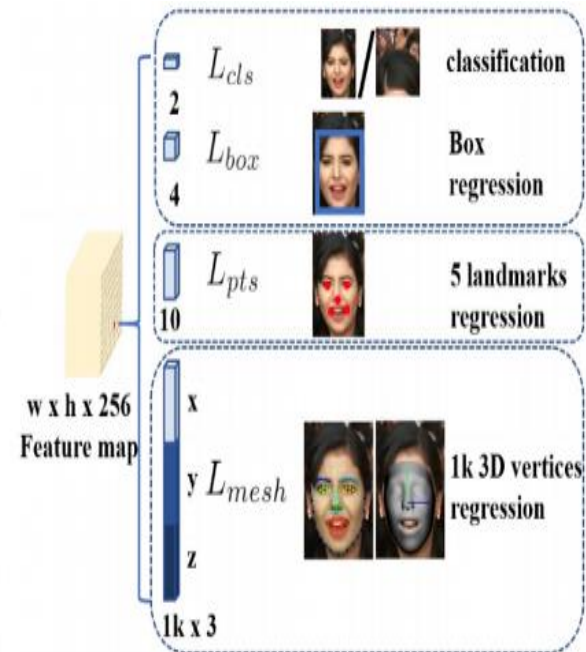 L_cls
classification
2
L_box
Box
regression
4
L_pts
5 landmarks
regression
10
w x h x 256
Feature map
x
y
z
L_mesh
1k 3D vertices
regression
1k x 3